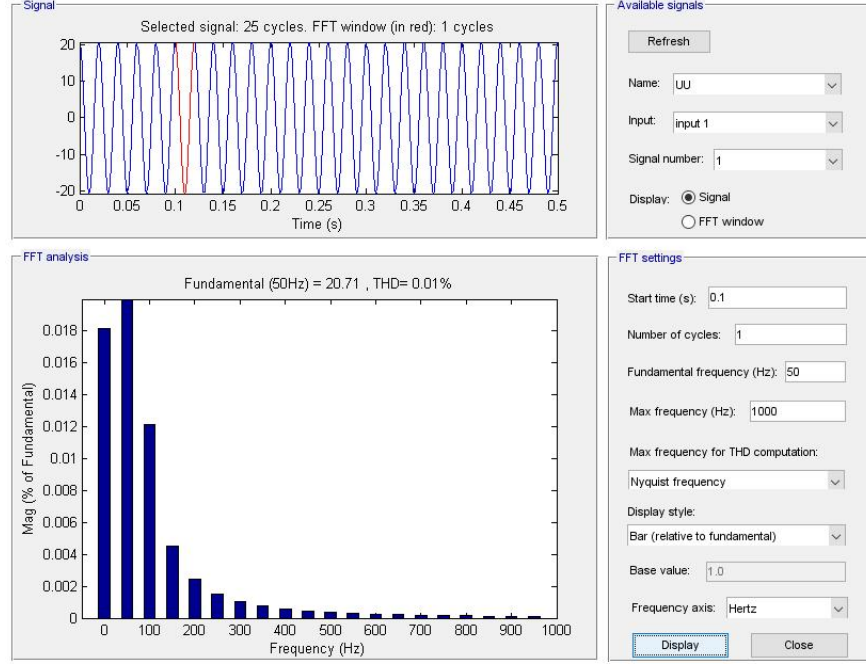 Signal
Selected signal: 25 cycles. FFT window (in red): 1 cycles
20
10
0
-10
-20
0 0.05 0.1 0.15 0.2 0.25 0.3 0.35 0.4 0.45 0.5
Time (s)
Available signals
Refresh
Name: UU
Input: input 1
Signal number: 1
Display: Signal
FFT window
FFT analysis
Fundamental (50Hz) = 20.71 , THD= 0.01%
Mag (% of Fundamental)
0.018
0.016
0.014
0.012
0.01
0.008
0.006
0.004
0.002
0
0 100 200 300 400 500 600 700 800 900 1000
Frequency (Hz)
FFT settings
Start time (s): 0.1
Number of cycles: 1
Fundamental frequency (Hz): 50
Max frequency (Hz): 1000
Max frequency for THD computation:
Nyquist frequency
Display style:
Bar (relative to fundamental)
Base value: 1.0
Frequency axis: Hertz
Display Close